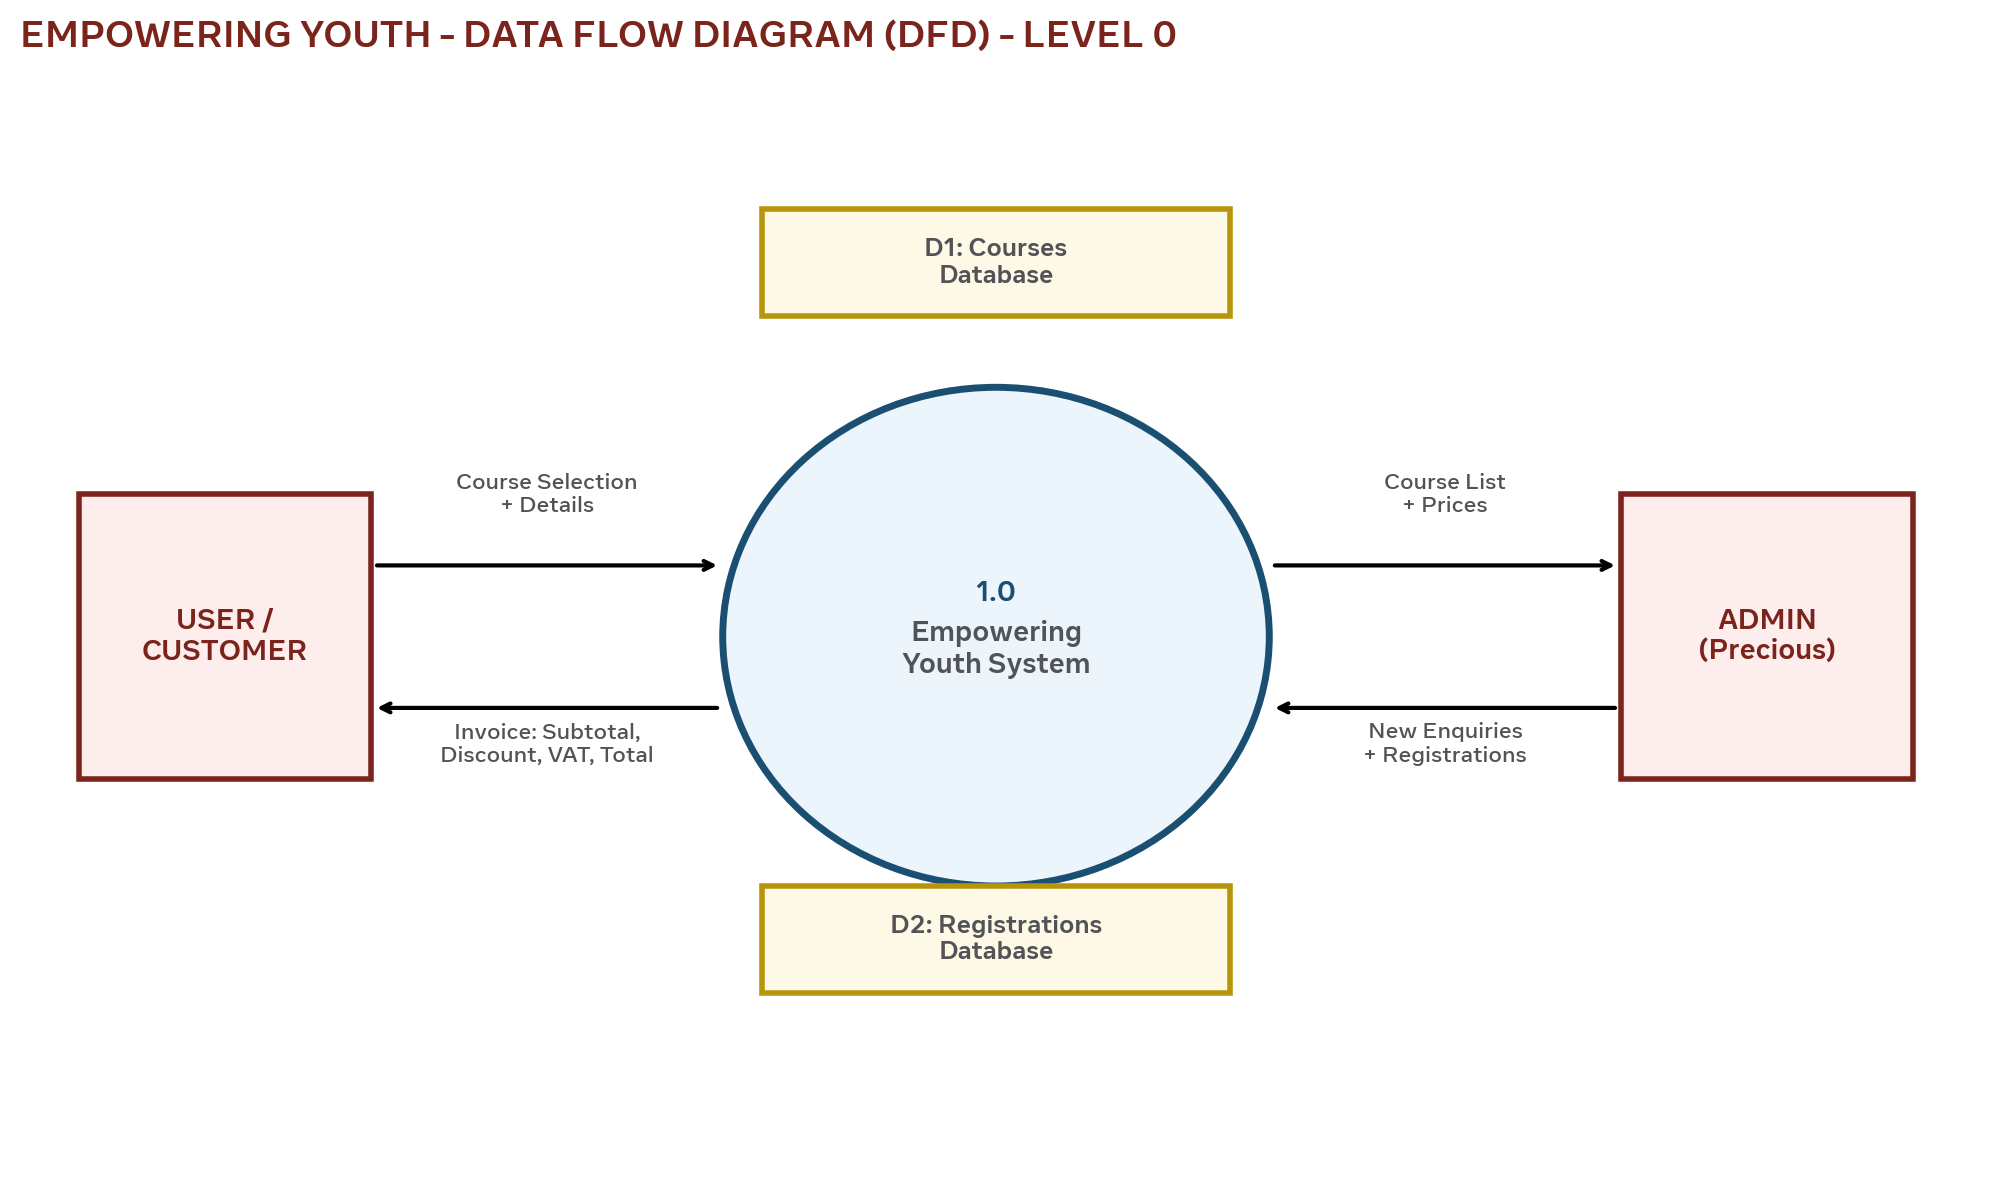 EMPOWERING YOUTH - DATA FLOW DIAGRAM (DFD) - LEVEL 0
D1: Courses
Database
Course Selection
+ Details
Course List
+ Prices
USER /
CUSTOMER
1.0
Empowering
Youth System
ADMIN
(Precious)
Invoice: Subtotal,
Discount, VAT, Total
New Enquiries
+ Registrations
D2: Registrations
Database